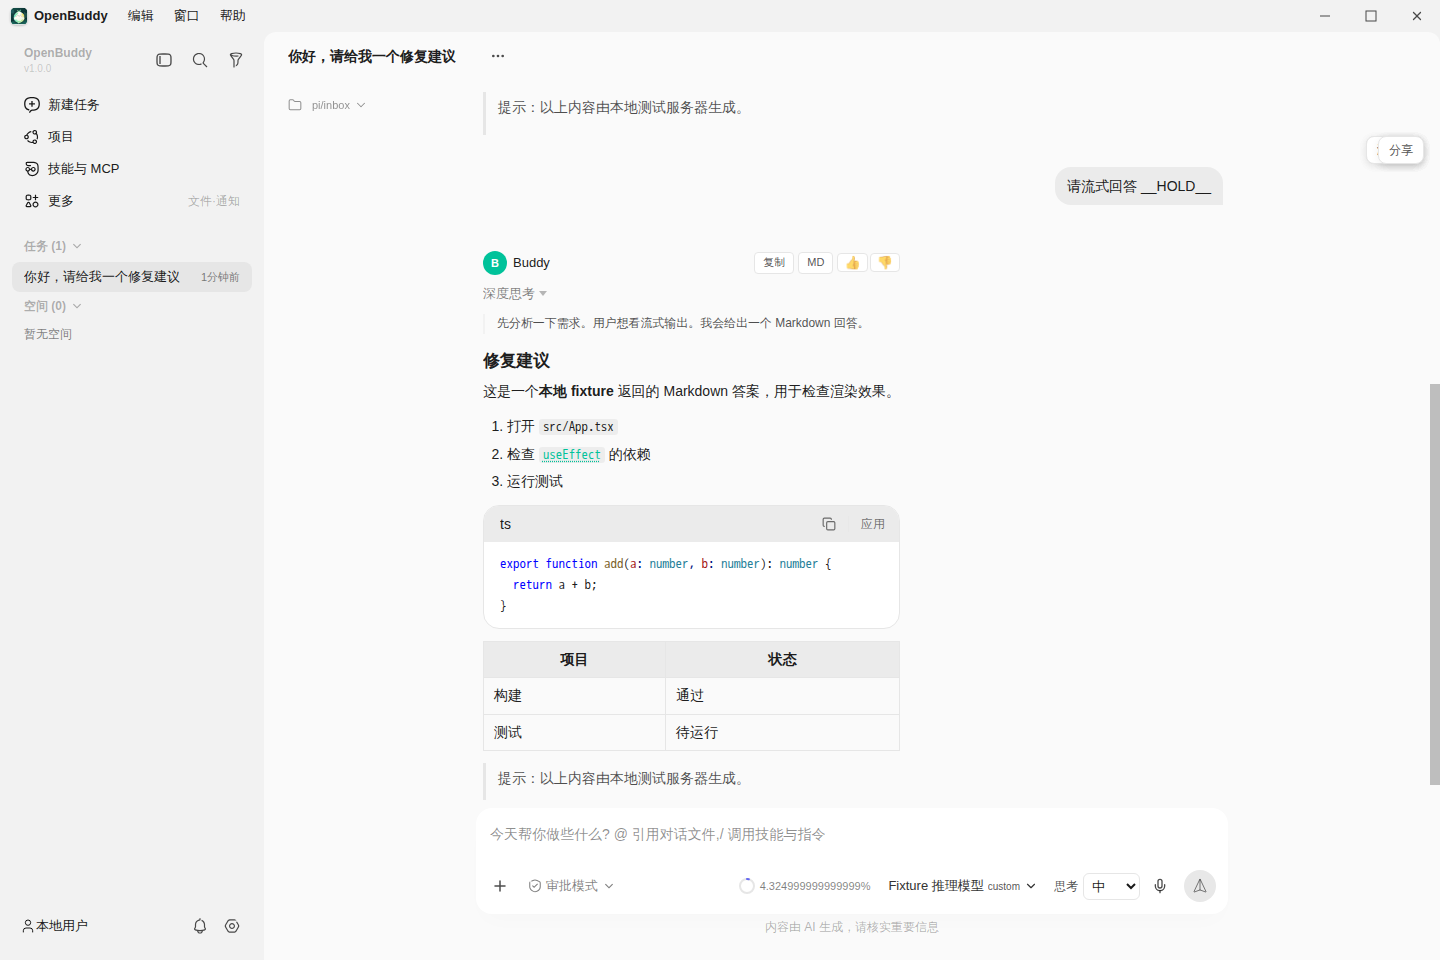 OpenBuddy 编辑 窗口 帮助
OpenBuddy
v1.0.0
新建任务
项目
技能与 MCP
更多 文件·通知
任务 (1)
你好，请给我一个修复建议 1分钟前
空间 (0)
暂无空间
本地用户
你好，请给我一个修复建议
pi/inbox
提示：以上内容由本地测试服务器生成。
分享
请流式回答 __HOLD__
B Buddy 复制 MD 👍 👎
深度思考
先分析一下需求。用户想看流式输出。我会给出一个 Markdown 回答。
修复建议
这是一个本地 fixture 返回的 Markdown 答案，用于检查渲染效果。
1. 打开 src/App.tsx
2. 检查 useEffect 的依赖
3. 运行测试
ts 应用
export function add(a: number, b: number): number {
return a + b;
}
项目 状态
构建 通过
测试 待运行
提示：以上内容由本地测试服务器生成。
今天帮你做些什么? @ 引用对话文件,/ 调用技能与指令
审批模式 4.324999999999999% Fixture 推理模型 custom 思考 中
内容由 AI 生成，请核实重要信息